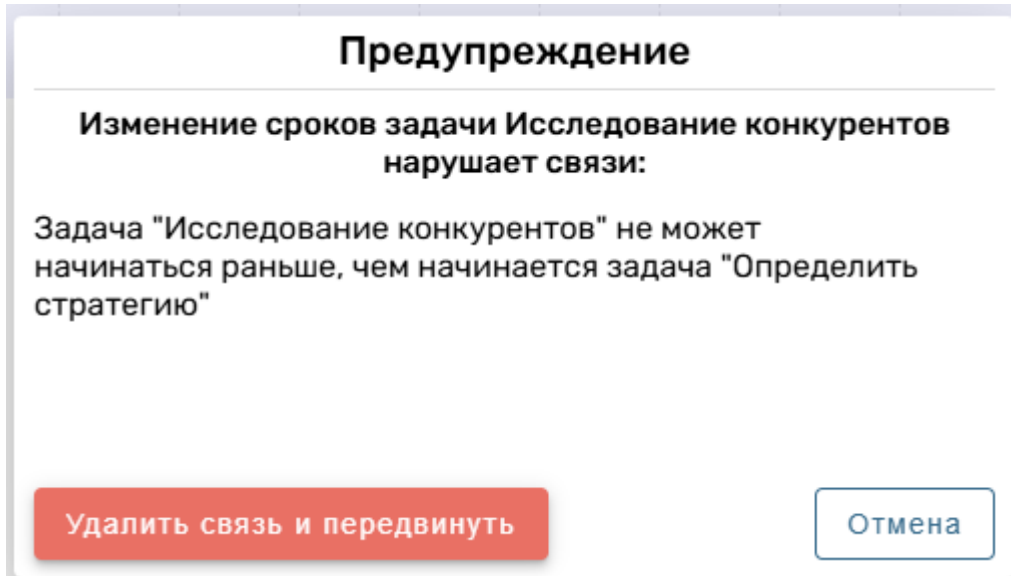 Предупреждение
Изменение сроков задачи Исследование конкурентов
нарушает связи:
Задача "Исследование конкурентов" не может
начинаться раньше, чем начинается задача "Определить
стратегию"
Удалить связь и передвинуть
Отмена